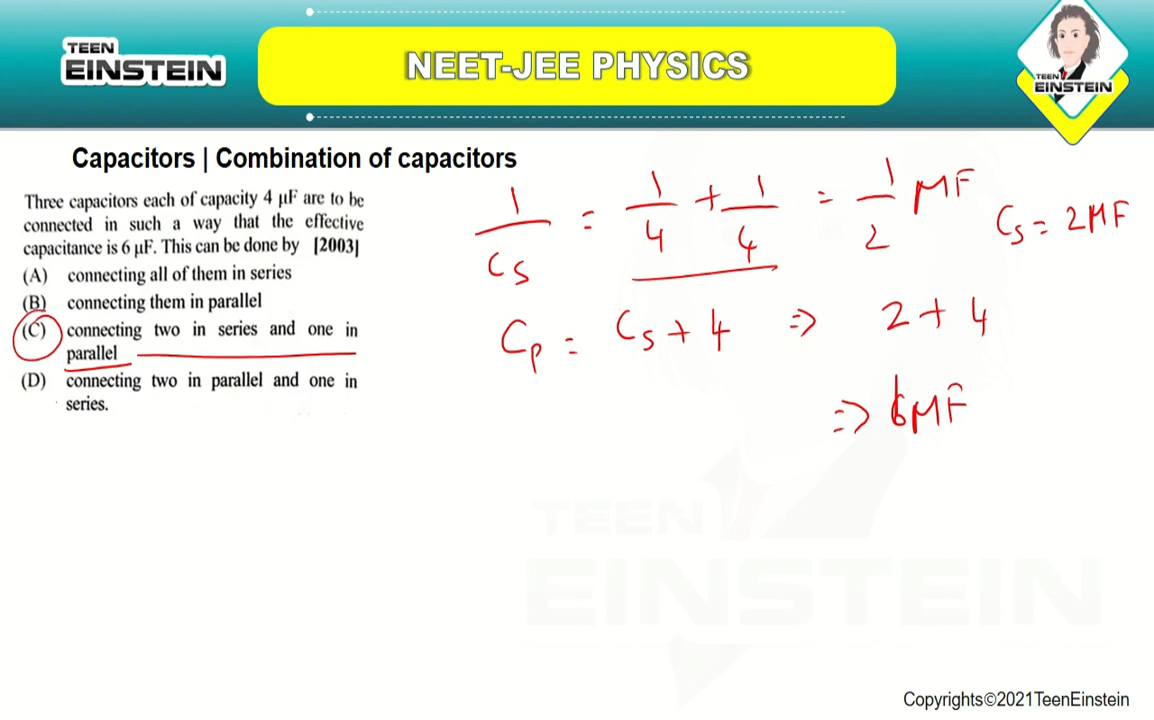 TEEN
EINSTEIN
NEET-JEE PHYSICS
TEEN
EINSTEIN
Capacitors | Combination of capacitors
Three capacitors each of capacity 4 µF are to be
connected in such a way that the effective
capacitance is 6 µF. This can be done by [2003]
(A) connecting all of them in series
(B) connecting them in parallel
(C) connecting two in series and one in
parallel
(D) connecting two in parallel and one in
series.
1/CS = 1/4 + 1/4 = 1/2 MF
CS = 2MF
CP = CS + 4 => 2 + 4
=> 6MF
TEEN
EINSTEIN
Copyrights©2021TeenEinstein